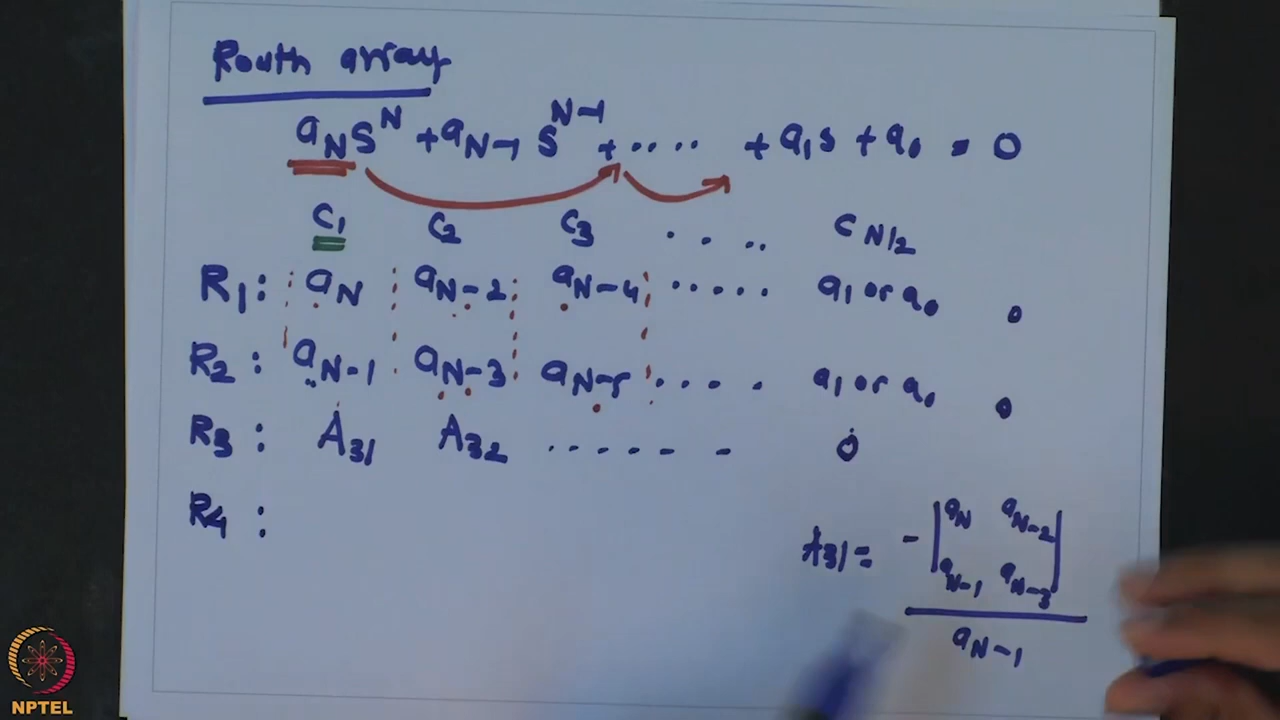 Routh array
a_N S^N + a_N-1 S^N-1 + .... + a_1 s + a_0 = 0
C_1 C_2 C_3 . . .. C_N/2
R_1 : a_N a_N-2 a_N-4 ..... a_1 or a_0 0
R_2 : a_N-1 a_N-3 a_N-5 .... a_1 or a_0 0
R_3 : A_31 A_32 ...... - 0
R_4 :
A_31 = - | a_N a_N-2 |
| a_N-1 a_N-3 |
a_N-1
NPTEL